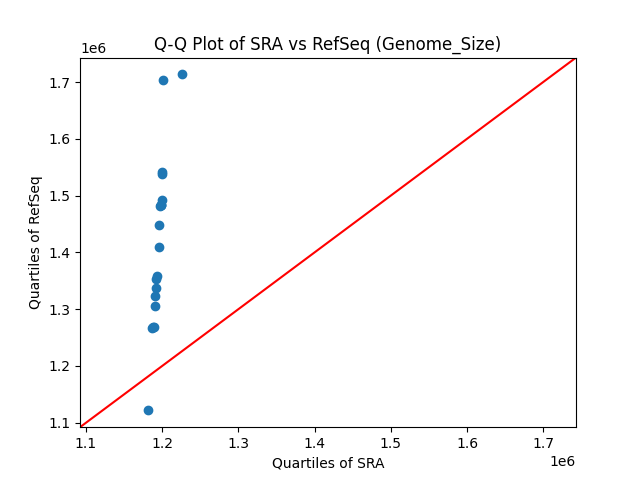 Q-Q Plot of SRA vs RefSeq (Genome_Size)
1e6
1.7
1.6
1.5
1.4
1.3
1.2
1.1
Quartiles of RefSeq
1.1 1.2 1.3 1.4 1.5 1.6 1.7
1e6
Quartiles of SRA